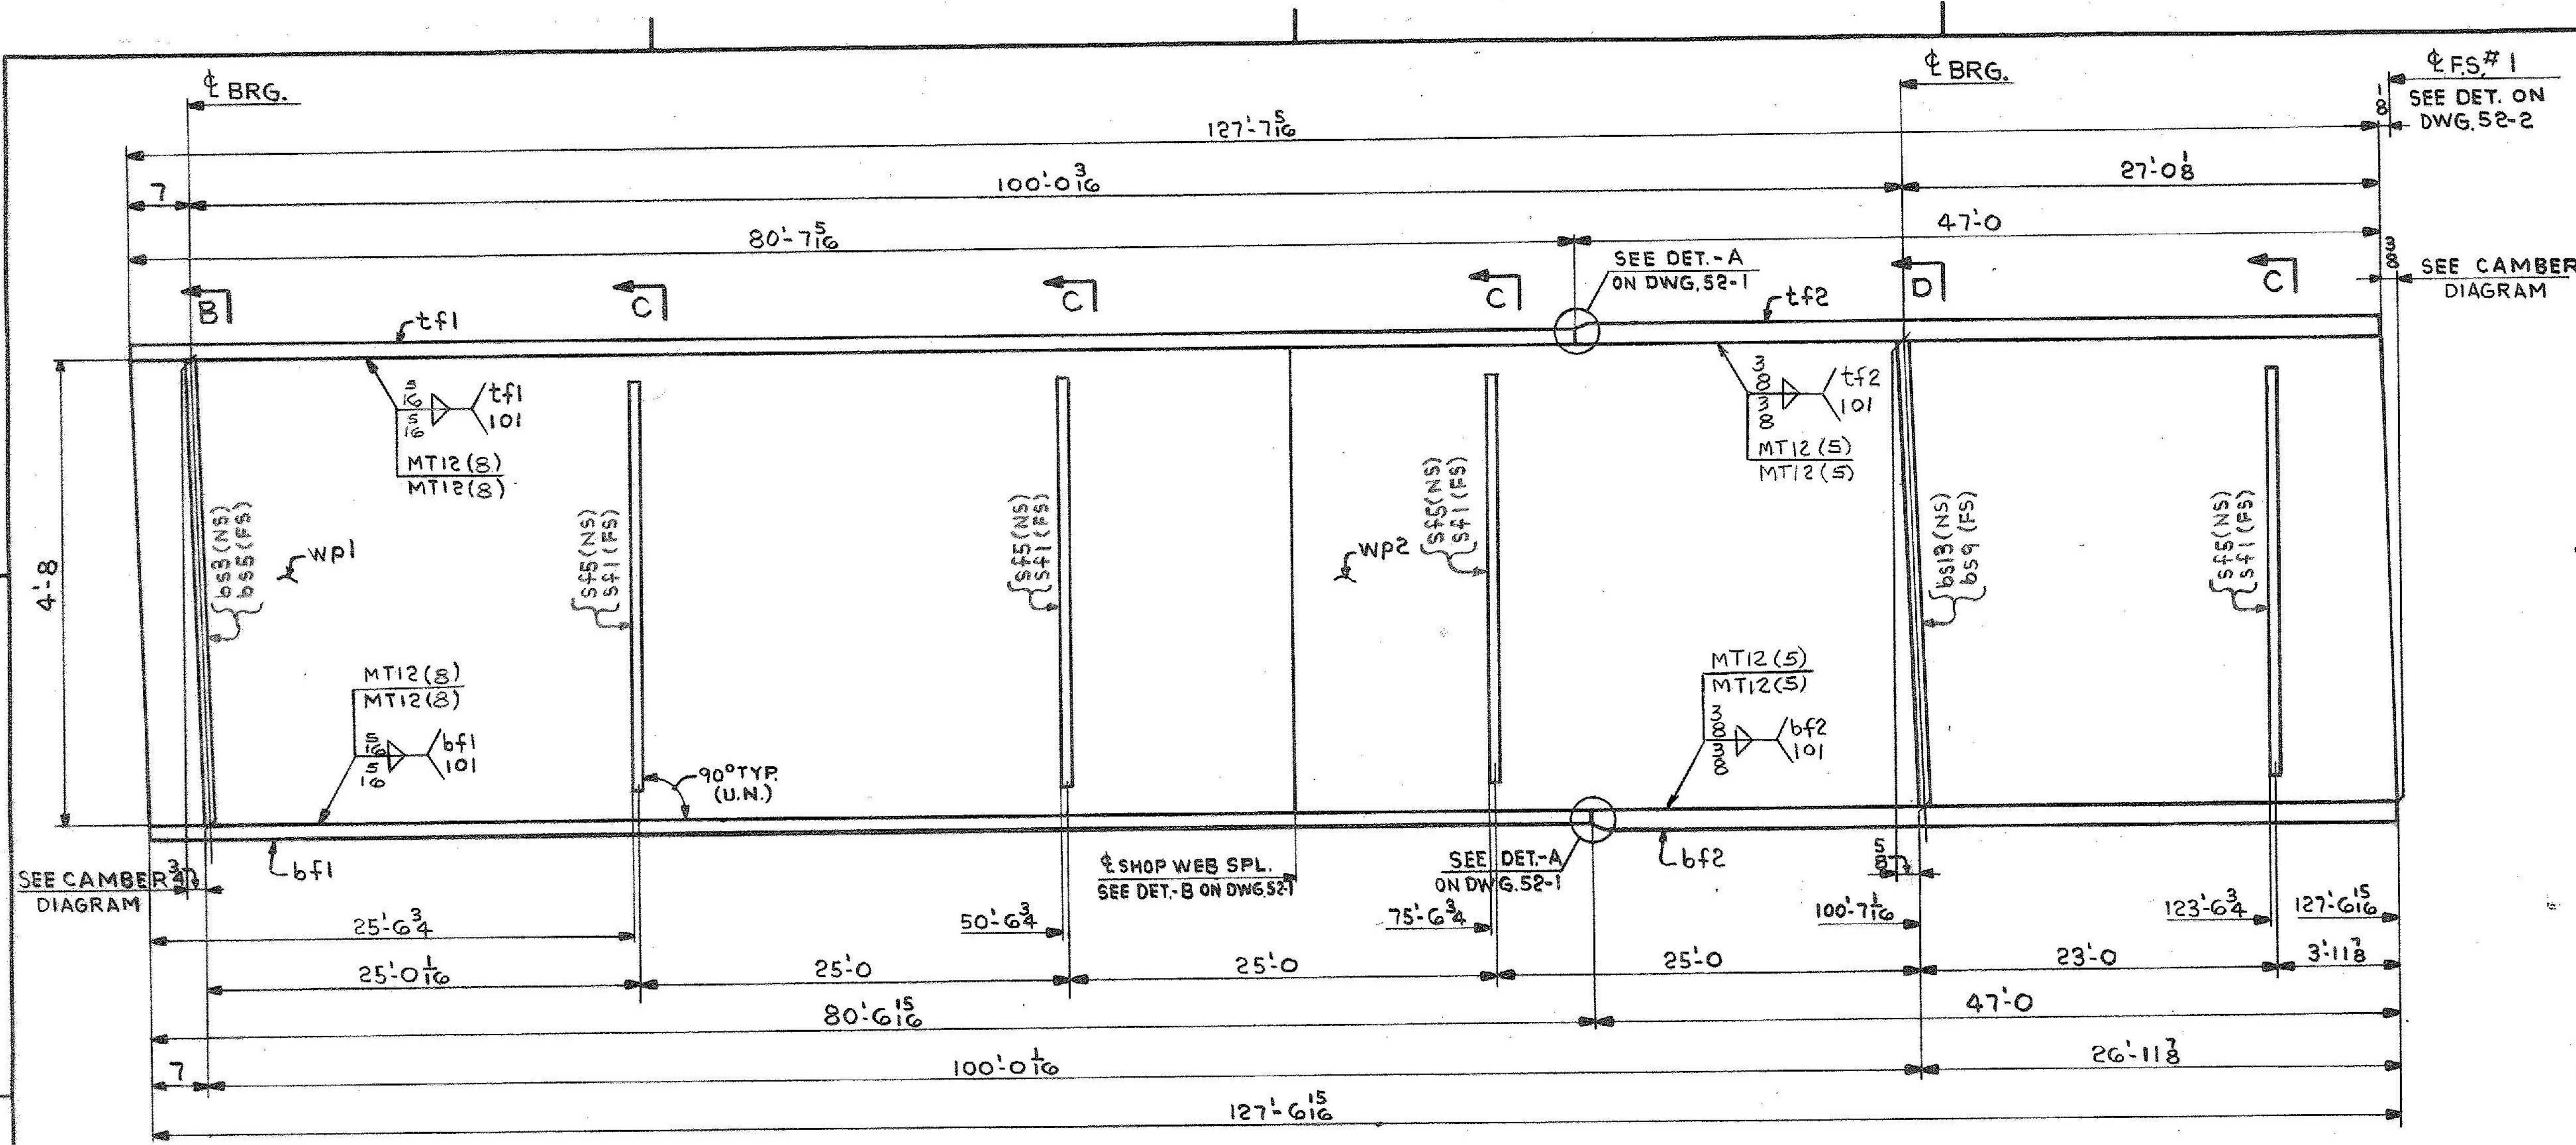 ℄ BRG.
℄ BRG.
℄ F.S.# 1
SEE DET. ON
DWG. 52-2
1/8
127'-7 5/16
7
100'-0 3/16
27'-0 1/8
80'-7 5/16
47'-0
3/8
SEE CAMBER
DIAGRAM
SEE DET.-A
ON DWG. 52-1
B
C
C
C
D
C
tf1
tf2
5/16
5/16
tf1
101
MT12(8)
MT12(8)
3/8
3/8
tf2
101
MT12(5)
MT12(5)
4'-8
bs3(NS)
bs5(FS)
wp1
sf5(NS)
sf1(FS)
sf5(NS)
sf1(FS)
wp2
sf5(NS)
sf1(FS)
bs13(NS)
bs9(FS)
sf5(NS)
sf1(FS)
MT12(8)
MT12(8)
5/16
5/16
bf1
101
90° TYP.
(U.N.)
MT12(5)
MT12(5)
3/8
3/8
bf2
101
bf1
bf2
SEE CAMBER
DIAGRAM
3/4
℄ SHOP WEB SPL.
SEE DET.-B ON DWG. 52-1
SEE DET.-A
ON DWG. 52-1
5/8
25'-6 3/4
50'-6 3/4
75'-6 3/4
100'-7 1/16
123'-6 3/4
127'-6 15/16
25'-0 1/16
25'-0
25'-0
25'-0
23'-0
3'-11 7/8
80'-6 15/16
47'-0
7
100'-0 1/16
26'-11 7/8
127'-6 15/16